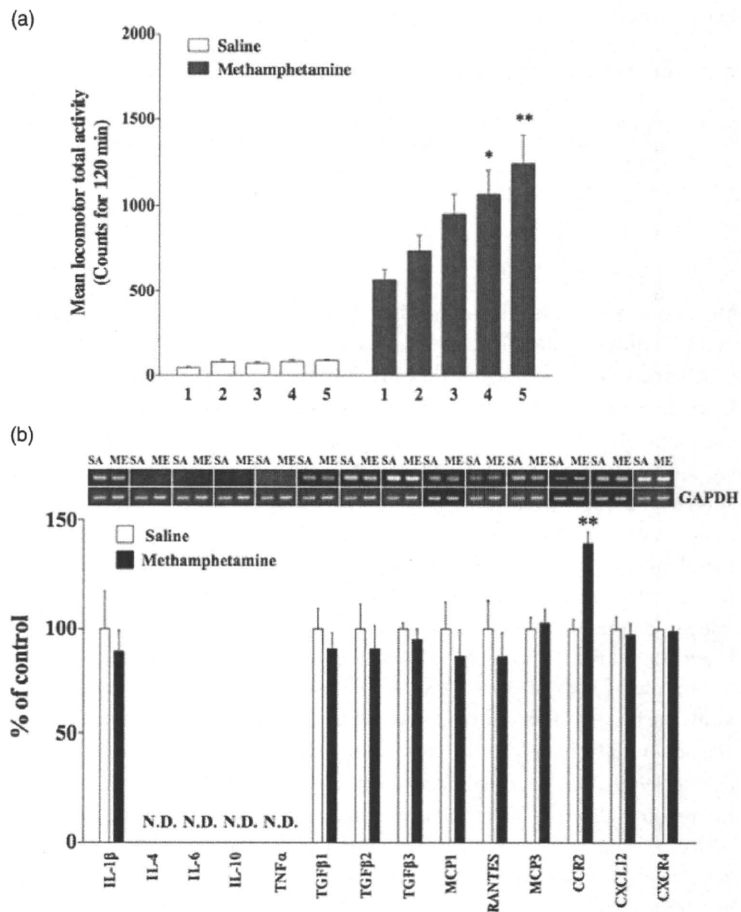 (a)
2000
1500
1000
500
0
Mean locomotor total activity
(Counts for 120 min)
Saline
Methamphetamine
*
**
1 2 3 4 5 1 2 3 4 5
(b)
SA ME SA ME SA ME SA ME SA ME SA ME SA ME SA ME SA ME SA ME SA ME SA ME SA ME SA ME
GAPDH
150
100
50
0
% of control
Saline
Methamphetamine
**
N.D. N.D. N.D. N.D.
IL-1β
IL-4
IL-6
IL-10
TNFα
TGFβ1
TGFβ2
TGFβ3
MCP1
RANTES
MCP3
CCR2
CXCL12
CXCR4